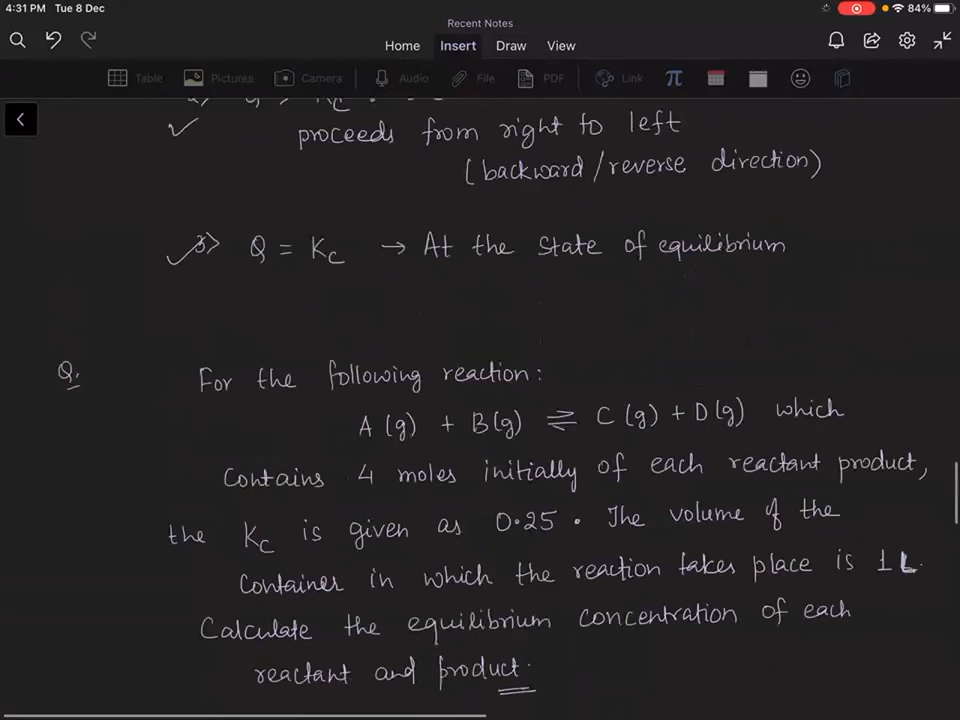 4:31 PM Tue 8 Dec
84%
Recent Notes
Home Insert Draw View
Table Pictures Camera Audio File PDF Link
proceeds from right to left
(backward/reverse direction)
3> Q = KC → At the state of equilibrium
Q. For the following reaction:
A (g) + B(g) ⇌ C (g) + D(g) which
contains 4 moles initially of each reactant product,
the KC is given as 0.25. The volume of the
container in which the reaction takes place is 1L.
Calculate the equilibrium concentration of each
reactant and product.